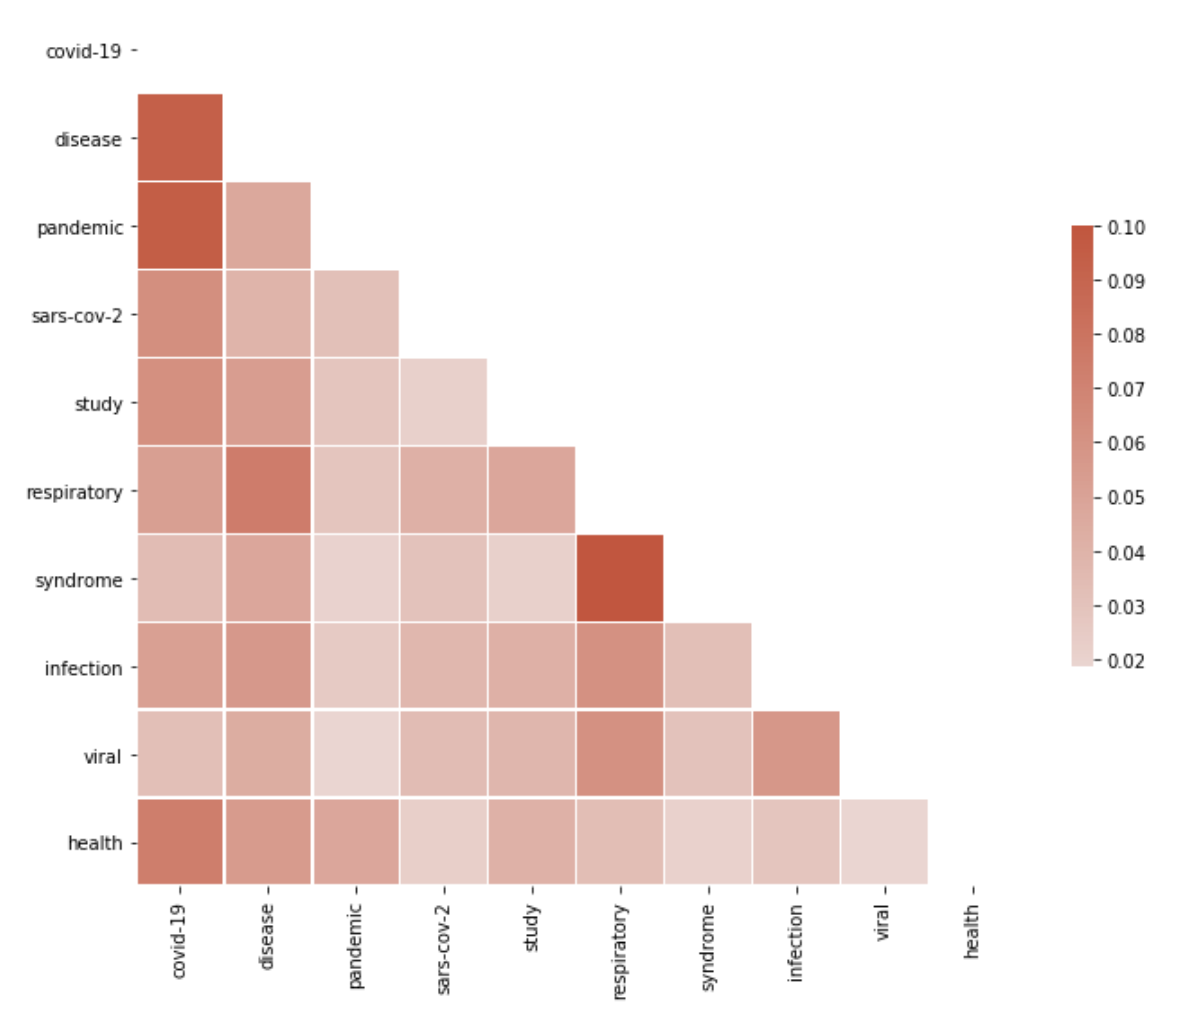 covid-19
disease
pandemic
sars-cov-2
study
respiratory
syndrome
infection
viral
health
covid-19
disease
pandemic
sars-cov-2
study
respiratory
syndrome
infection
viral
health
0.10
0.09
0.08
0.07
0.06
0.05
0.04
0.03
0.02